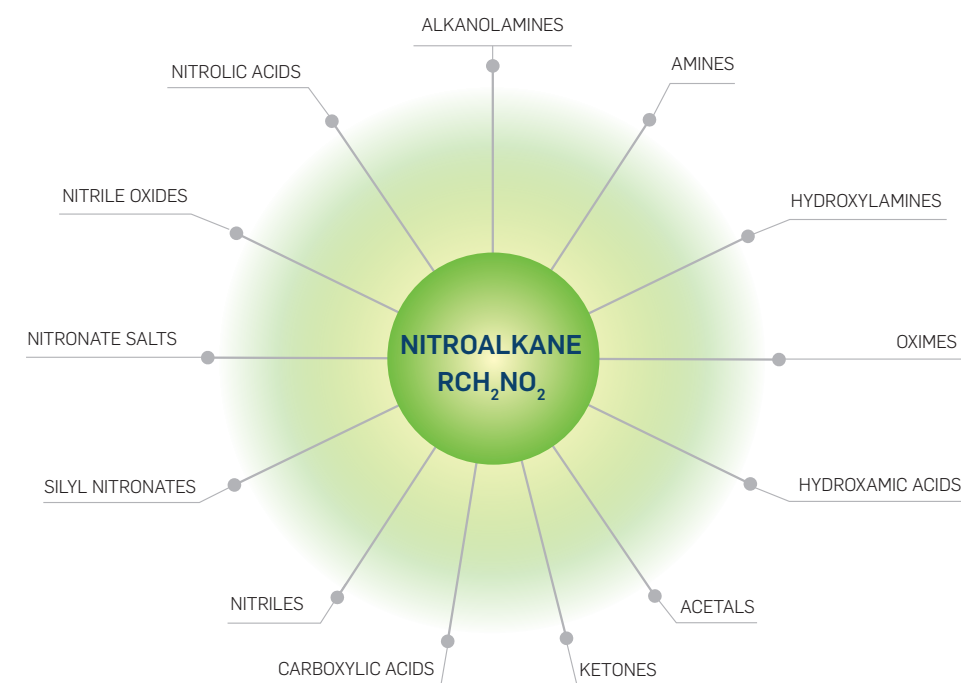 ALKANOLAMINES
AMINES
HYDROXYLAMINES
OXIMES
HYDROXAMIC ACIDS
ACETALS
KETONES
CARBOXYLIC ACIDS
NITRILES
SILYL NITRONATES
NITRONATE SALTS
NITRILE OXIDES
NITROLIC ACIDS
NITROALKANE
RCH₂NO₂